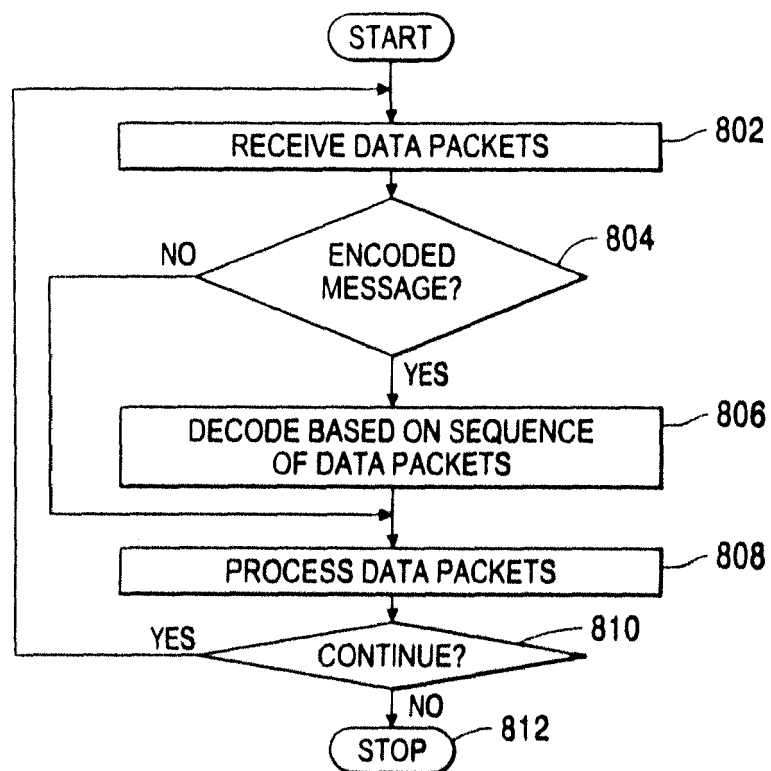 START
RECEIVE DATA PACKETS
802
ENCODED
MESSAGE?
804
NO
YES
DECODE BASED ON SEQUENCE
OF DATA PACKETS
806
PROCESS DATA PACKETS
808
YES
CONTINUE?
810
NO
STOP
812